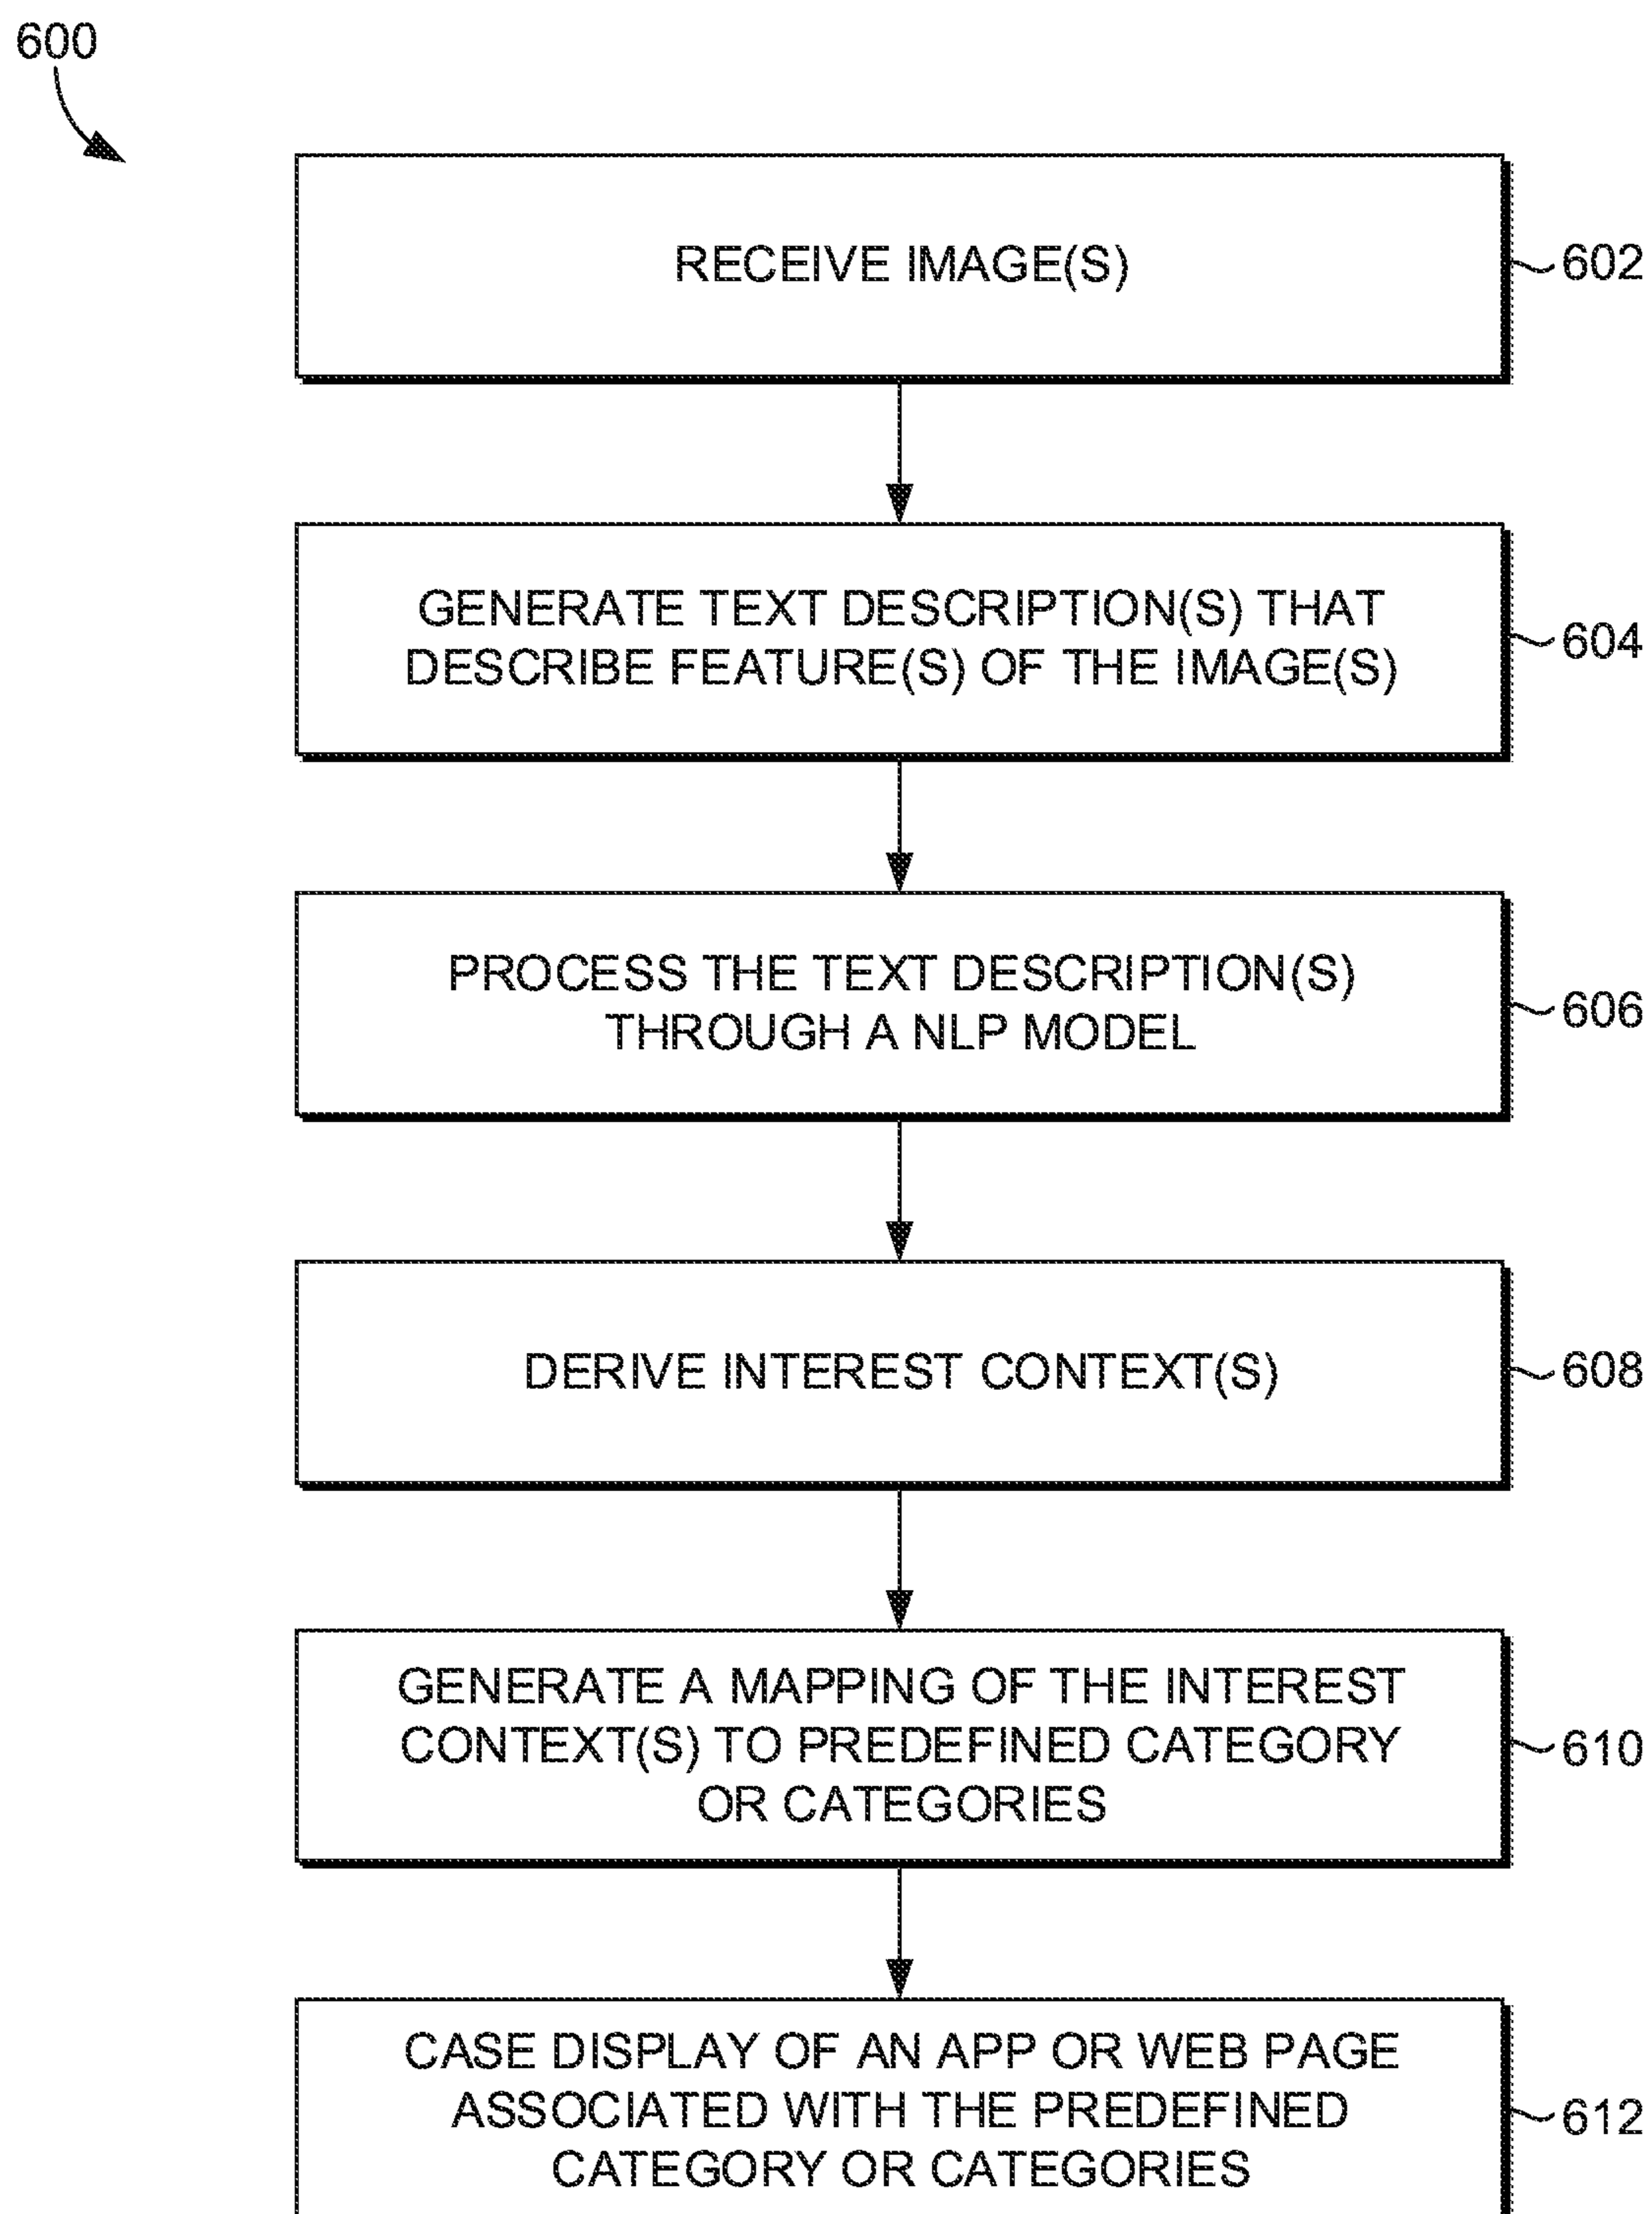 600
RECEIVE IMAGE(S)
602
GENERATE TEXT DESCRIPTION(S) THAT
DESCRIBE FEATURE(S) OF THE IMAGE(S)
604
PROCESS THE TEXT DESCRIPTION(S)
THROUGH A NLP MODEL
606
DERIVE INTEREST CONTEXT(S)
608
GENERATE A MAPPING OF THE INTEREST
CONTEXT(S) TO PREDEFINED CATEGORY
OR CATEGORIES
610
CASE DISPLAY OF AN APP OR WEB PAGE
ASSOCIATED WITH THE PREDEFINED
CATEGORY OR CATEGORIES
612